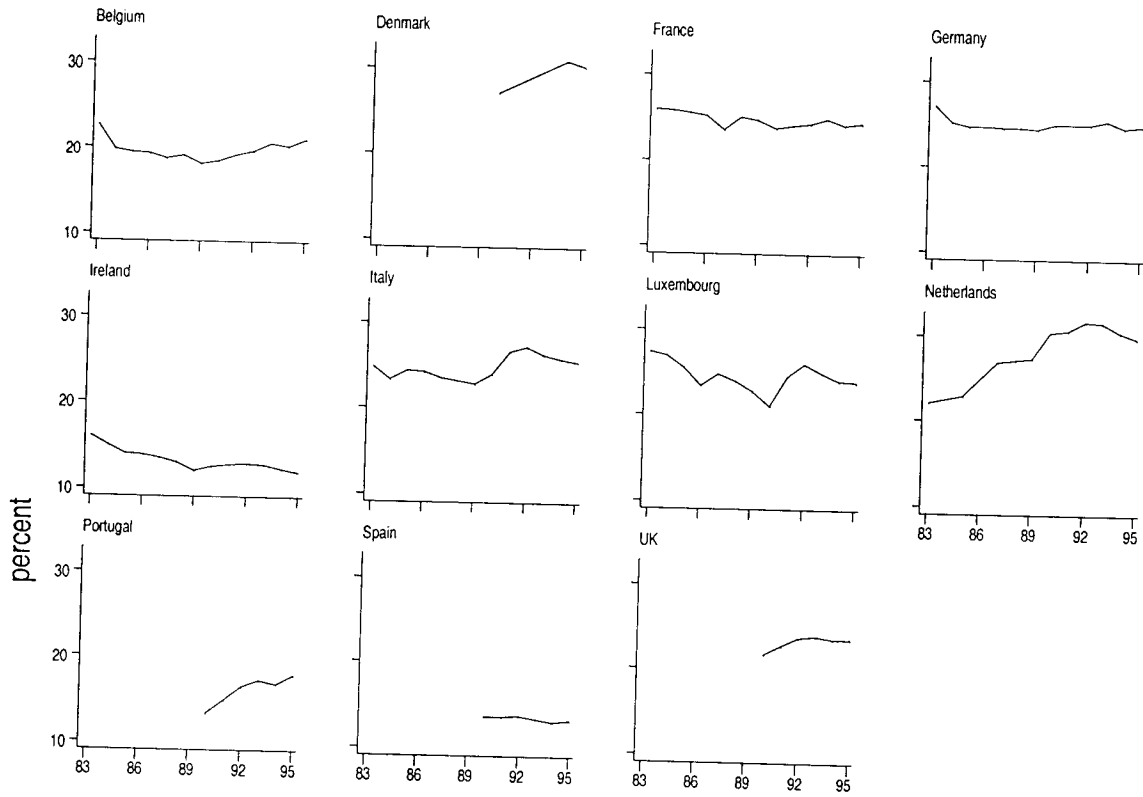 Belgium
Denmark
France
Germany
30
20
10
Ireland
Italy
Luxembourg
Netherlands
30
20
10
83 86 89 92 95
percent
Portugal
Spain
UK
30
20
10
83 86 89 92 95
83 86 89 92 95
83 86 89 92 95